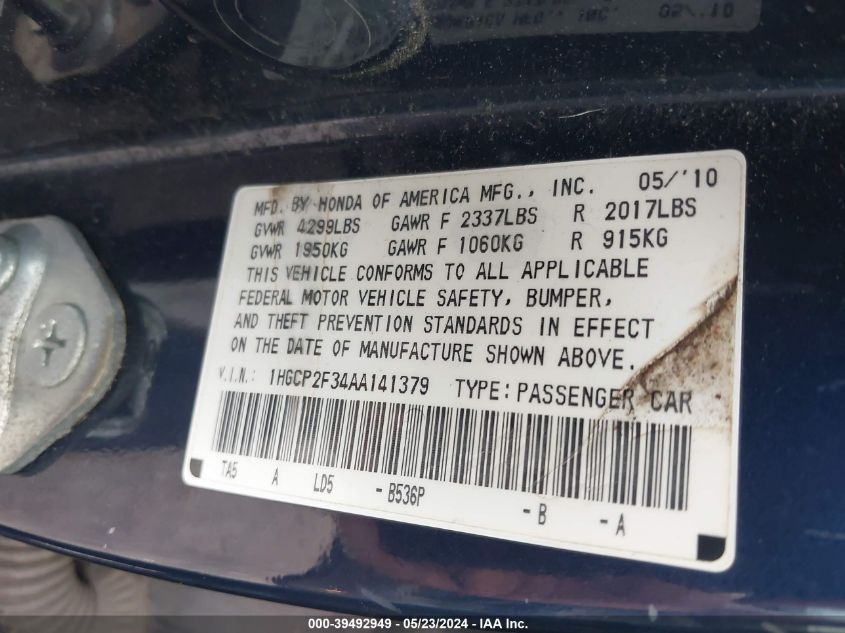 02/.10
MFD. BY HONDA OF AMERICA MFG., INC. 05/'10
GVWR 4299LBS GAWR F 2337LBS R 2017LBS
GVWR 1950KG GAWR F 1060KG R 915KG
THIS VEHICLE CONFORMS TO ALL APPLICABLE
FEDERAL MOTOR VEHICLE SAFETY, BUMPER,
AND THEFT PREVENTION STANDARDS IN EFFECT
ON THE DATE OF MANUFACTURE SHOWN ABOVE.
V.I.N.: 1HGCP2F34AA141379 TYPE:PASSENGER CAR
TA5 A LD5 -B536P -B -A
000-39492949 - 05/23/2024 - IAA Inc.